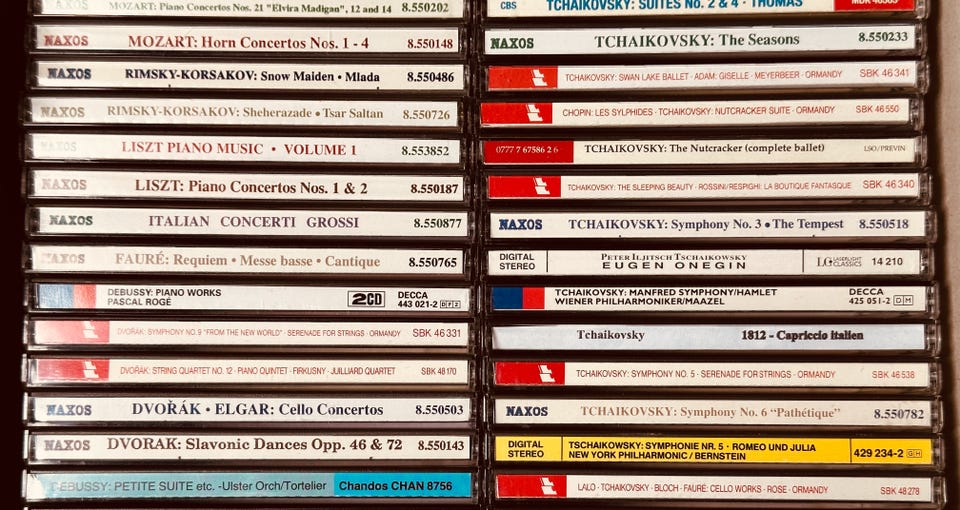 MOZART: Piano Concertos Nos. 21 "Elvira Madigan", 12 and 14 8.550202
NAXOS MOZART: Horn Concertos Nos. 1 - 4 8.550148
NAXOS RIMSKY-KORSAKOV: Snow Maiden • Mlada 8.550486
NAXOS RIMSKY-KORSAKOV: Sheherazade • Tsar Saltan 8.550726
NAXOS LISZT PIANO MUSIC • VOLUME 1 8.553852
NAXOS LISZT: Piano Concertos Nos. 1 & 2 8.550187
NAXOS ITALIAN CONCERTI GROSSI 8.550877
NAXOS FAURÉ: Requiem • Messe basse • Cantique 8.550765
DEBUSSY: PIANO WORKS
PASCAL ROGÉ
2CD
DECCA
443 021-2 DF2
DVOŘÁK: SYMPHONY NO. 9 "FROM THE NEW WORLD" · SERENADE FOR STRINGS · ORMANDY SBK 46 331
DVOŘÁK: STRING QUARTET NO. 12 · PIANO QUINTET · FIRKUSNY · JUILLIARD QUARTET SBK 48 170
NAXOS DVOŘÁK • ELGAR: Cello Concertos 8.550503
NAXOS DVORAK: Slavonic Dances Opp. 46 & 72 8.550143
DEBUSSY: PETITE SUITE etc. -Ulster Orch/Tortelier Chandos CHAN 8756
CBS TCHAIKOVSKY: SUITES No. 2 & 4 · THOMAS
NAXOS TCHAIKOVSKY: The Seasons 8.550233
TCHAIKOVSKY: SWAN LAKE BALLET · ADAM: GISELLE · MEYERBEER · ORMANDY SBK 46 341
CHOPIN: LES SYLPHIDES · TCHAIKOVSKY: NUTCRACKER SUITE · ORMANDY SBK 46 550
0777 7 67586 2 6 TCHAIKOVSKY: The Nutcracker (complete ballet) LSO/PREVIN
TCHAIKOVSKY: THE SLEEPING BEAUTY · ROSSINI/RESPIGHI: LA BOUTIQUE FANTASQUE SBK 46 340
NAXOS TCHAIKOVSKY: Symphony No. 3 • The Tempest 8.550518
DIGITAL
STEREO
PETER ILJITSCH TSCHAIKOWSKY
EUGEN ONEGIN
LC LASERLIGHT
CLASSICS
14 210
TCHAIKOVSKY: MANFRED SYMPHONY/HAMLET
WIENER PHILHARMONIKER/MAAZEL
DECCA
425 051-2 DM
Tchaikovsky 1812 - Capriccio italien
TCHAIKOVSKY: SYMPHONY NO. 5 · SERENADE FOR STRINGS · ORMANDY SBK 46 538
NAXOS TCHAIKOVSKY: Symphony No. 6 "Pathétique" 8.550782
DIGITAL
STEREO
TSCHAIKOWSKY: SYMPHONIE NR. 5 · ROMEO UND JULIA
NEW YORK PHILHARMONIC / BERNSTEIN
429 234-2 GH
LALO · TCHAIKOVSKY · BLOCH · FAURÉ: CELLO WORKS · ROSE · ORMANDY SBK 48 278